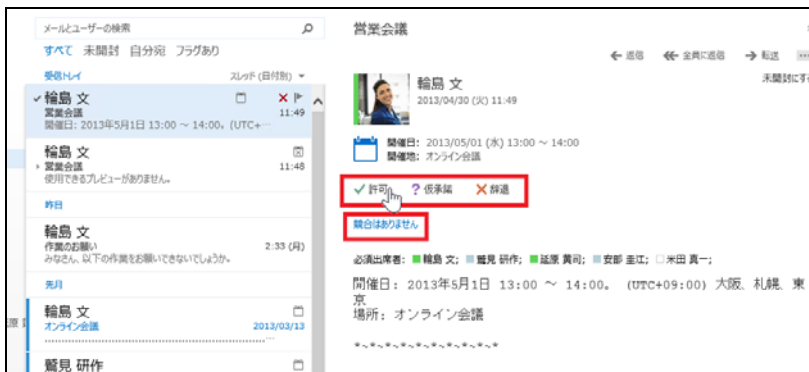 メールとユーザーの検索
すべて 未開封 自分宛 フラグあり
受信トレイ スレッド (日付別)
輪島 文
営業会議 11:49
開催日: 2013年5月1日 13:00 ～ 14:00。(UTC+…
輪島 文
営業会議 11:48
使用できるプレビューがありません。
昨日
輪島 文
作業のお願い 2:33 (月)
みなさん、以下の作業をお願いできないでしょうか。
先月
輪島 文
オンライン会議 2013/03/13
鷲見 研作
営業会議
返信 全員に返信 転送
輪島 文 未開封にす
2013/04/30 (火) 11:49
開催日: 2013/05/01 (水) 13:00 ～ 14:00
開催地: オンライン会議
許可 仮承諾 辞退
競合はありません
必須出席者: 輪島 文; 鷲見 研作; 延原 黄司; 安部 圭江; 米田 真一;
開催日: 2013年5月1日 13:00 ～ 14:00。 (UTC+09:00) 大阪、札幌、東
京
場所: オンライン会議
*~*~*~*~*~*~*~*~*~*